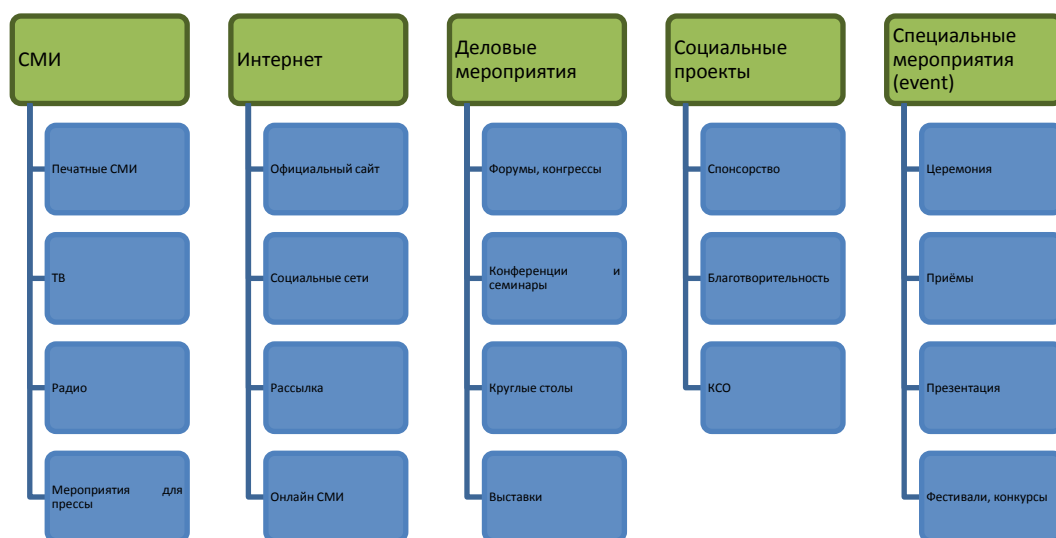 СМИ
Печатные СМИ
ТВ
Радио
Мероприятия для
прессы
Интернет
Официальный сайт
Социальные сети
Рассылка
Онлайн СМИ
Деловые
мероприятия
Форумы, конгрессы
Конференции и
семинары
Круглые столы
Выставки
Социальные
проекты
Спонсорство
Благотворительность
КСО
Специальные
мероприятия
(event)
Церемония
Приёмы
Презентация
Фестивали, конкурсы